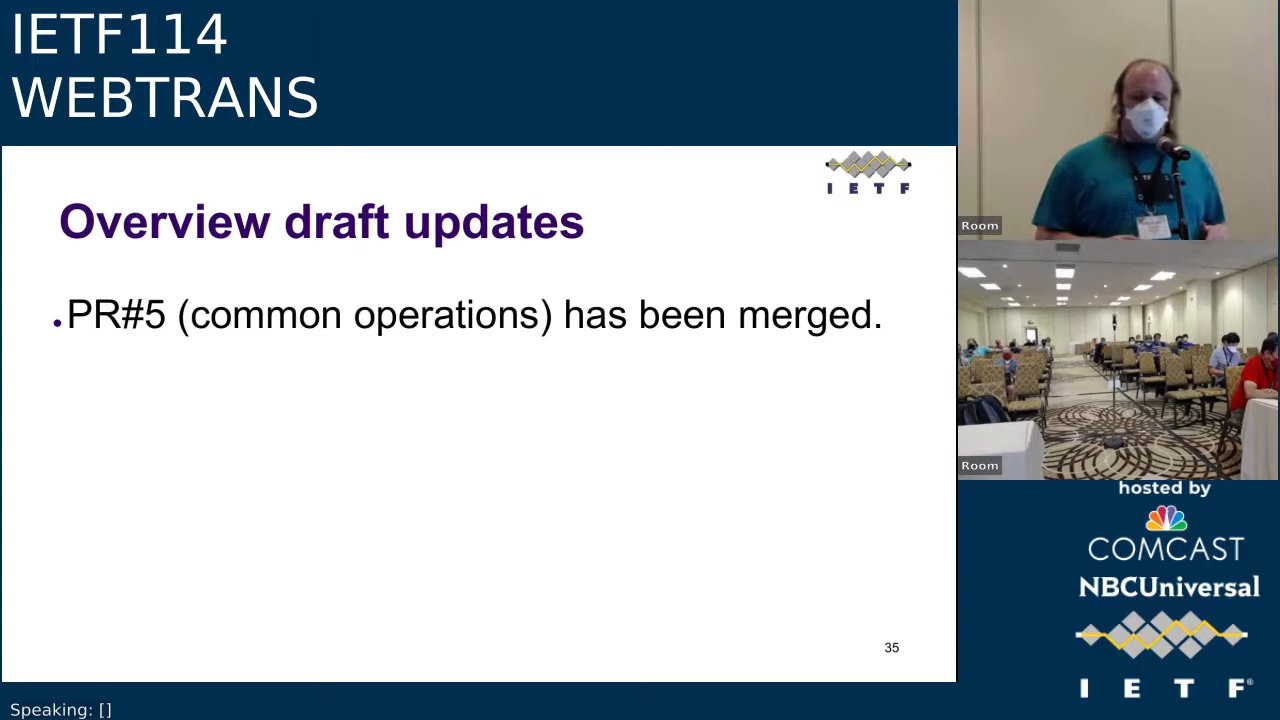 IETF114
WEBTRANS
I E T F
Overview draft updates
PR#5 (common operations) has been merged.
35
Room
Room
hosted by
COMCAST
NBCUniversal
I E T F®
Speaking: []